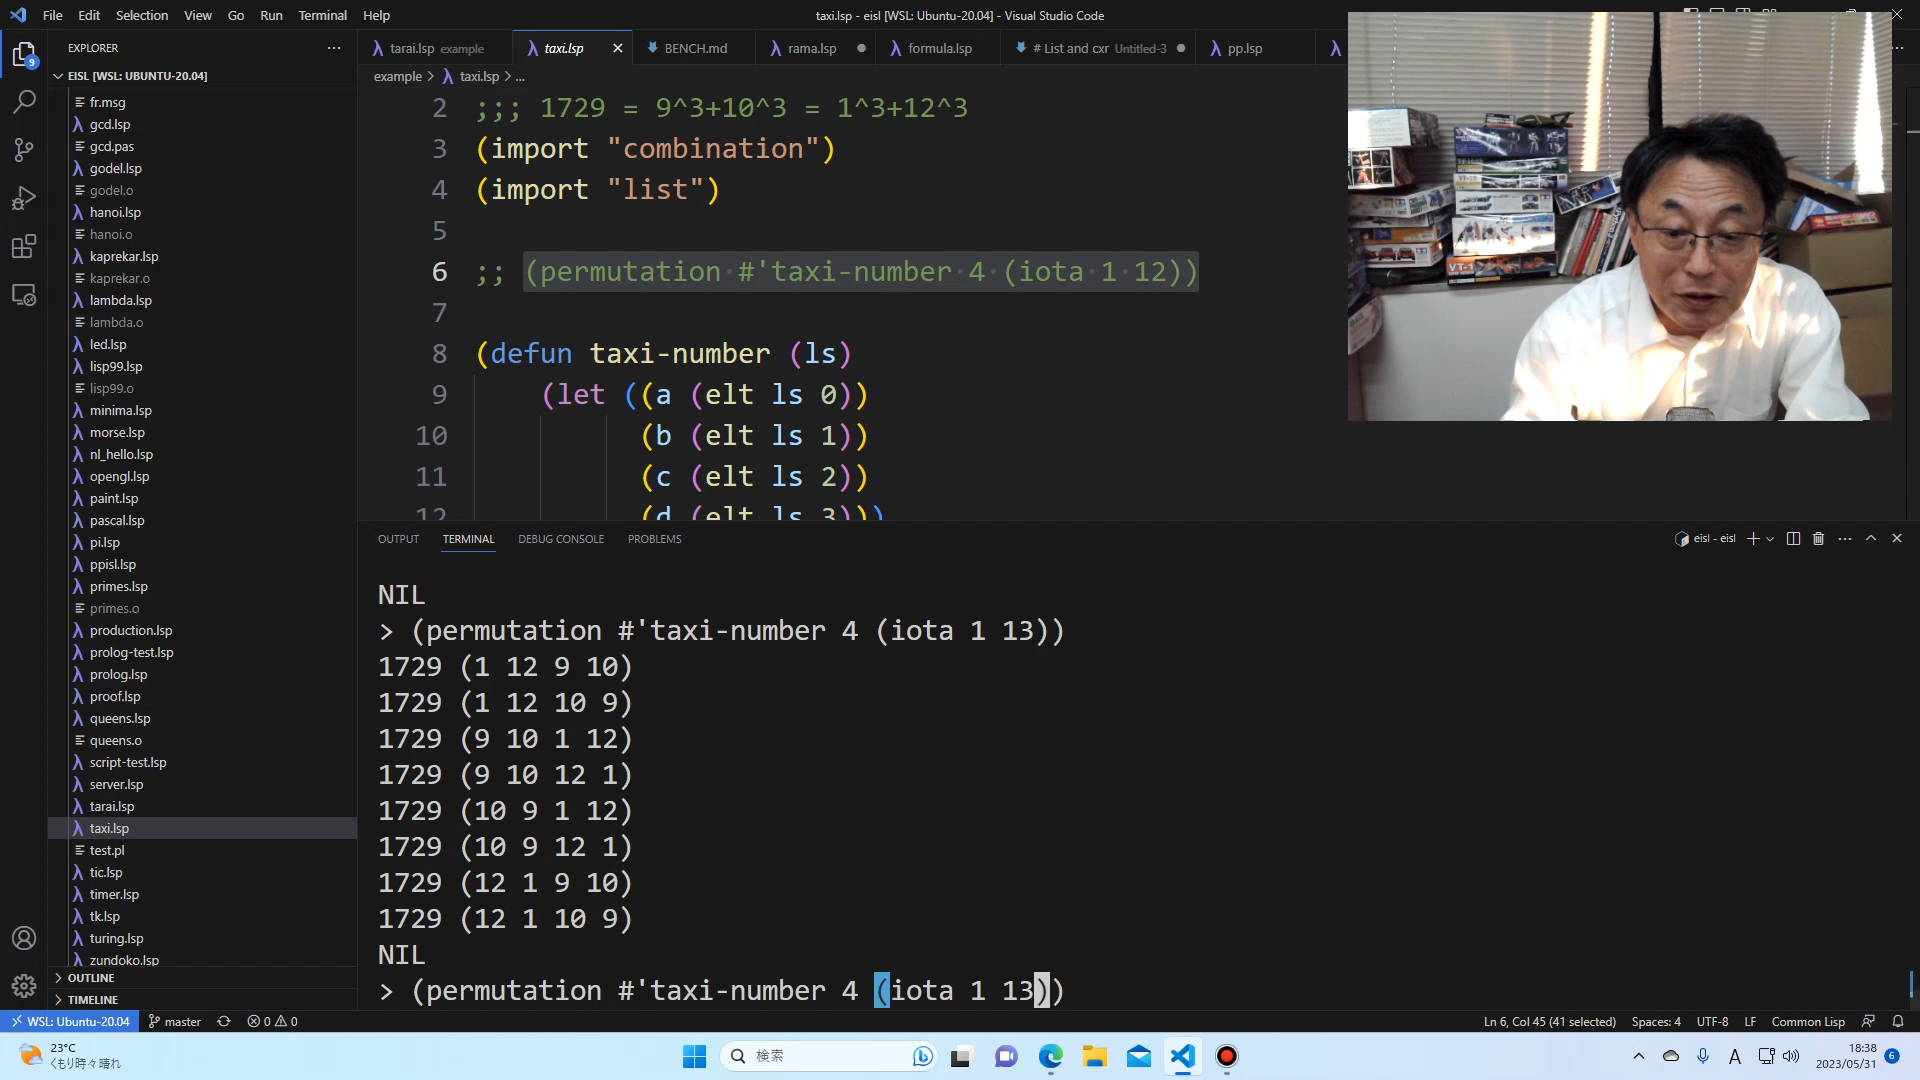 File Edit Selection View Go Run Terminal Help
taxi.lsp - eisl [WSL: Ubuntu-20.04] - Visual Studio Code
EXPLORER
EISL [WSL: UBUNTU-20.04]
fr.msg
gcd.lsp
gcd.pas
godel.lsp
godel.o
hanoi.lsp
hanoi.o
kaprekar.lsp
kaprekar.o
lambda.lsp
lambda.o
led.lsp
lisp99.lsp
lisp99.o
minima.lsp
morse.lsp
nl_hello.lsp
opengl.lsp
paint.lsp
pascal.lsp
pi.lsp
ppisl.lsp
primes.lsp
primes.o
production.lsp
prolog-test.lsp
prolog.lsp
proof.lsp
queens.lsp
queens.o
script-test.lsp
server.lsp
tarai.lsp
taxi.lsp
test.pl
tic.lsp
timer.lsp
tk.lsp
turing.lsp
zundoko.lsp
OUTLINE
TIMELINE
tarai.lsp example
taxi.lsp
BENCH.md
rama.lsp
formula.lsp
# List and cxr Untitled-3
pp.lsp
example > taxi.lsp > ...
2 ;;; 1729 = 9^3+10^3 = 1^3+12^3
3 (import "combination")
4 (import "list")
5
6 ;; (permutation #'taxi-number 4 (iota 1 12))
7
8 (defun taxi-number (ls)
9 (let ((a (elt ls 0))
10 (b (elt ls 1))
11 (c (elt ls 2))
12 (d (elt ls 3)))
OUTPUT TERMINAL DEBUG CONSOLE PROBLEMS
eisl - eisl
NIL
> (permutation #'taxi-number 4 (iota 1 13))
1729 (1 12 9 10)
1729 (1 12 10 9)
1729 (9 10 1 12)
1729 (9 10 12 1)
1729 (10 9 1 12)
1729 (10 9 12 1)
1729 (12 1 9 10)
1729 (12 1 10 9)
NIL
> (permutation #'taxi-number 4 (iota 1 13))
WSL: Ubuntu-20.04 master 0 0
Ln 6, Col 45 (41 selected) Spaces: 4 UTF-8 LF Common Lisp
23°C
くもり時々晴れ
検索
A
18:38
2023/05/31
6
9